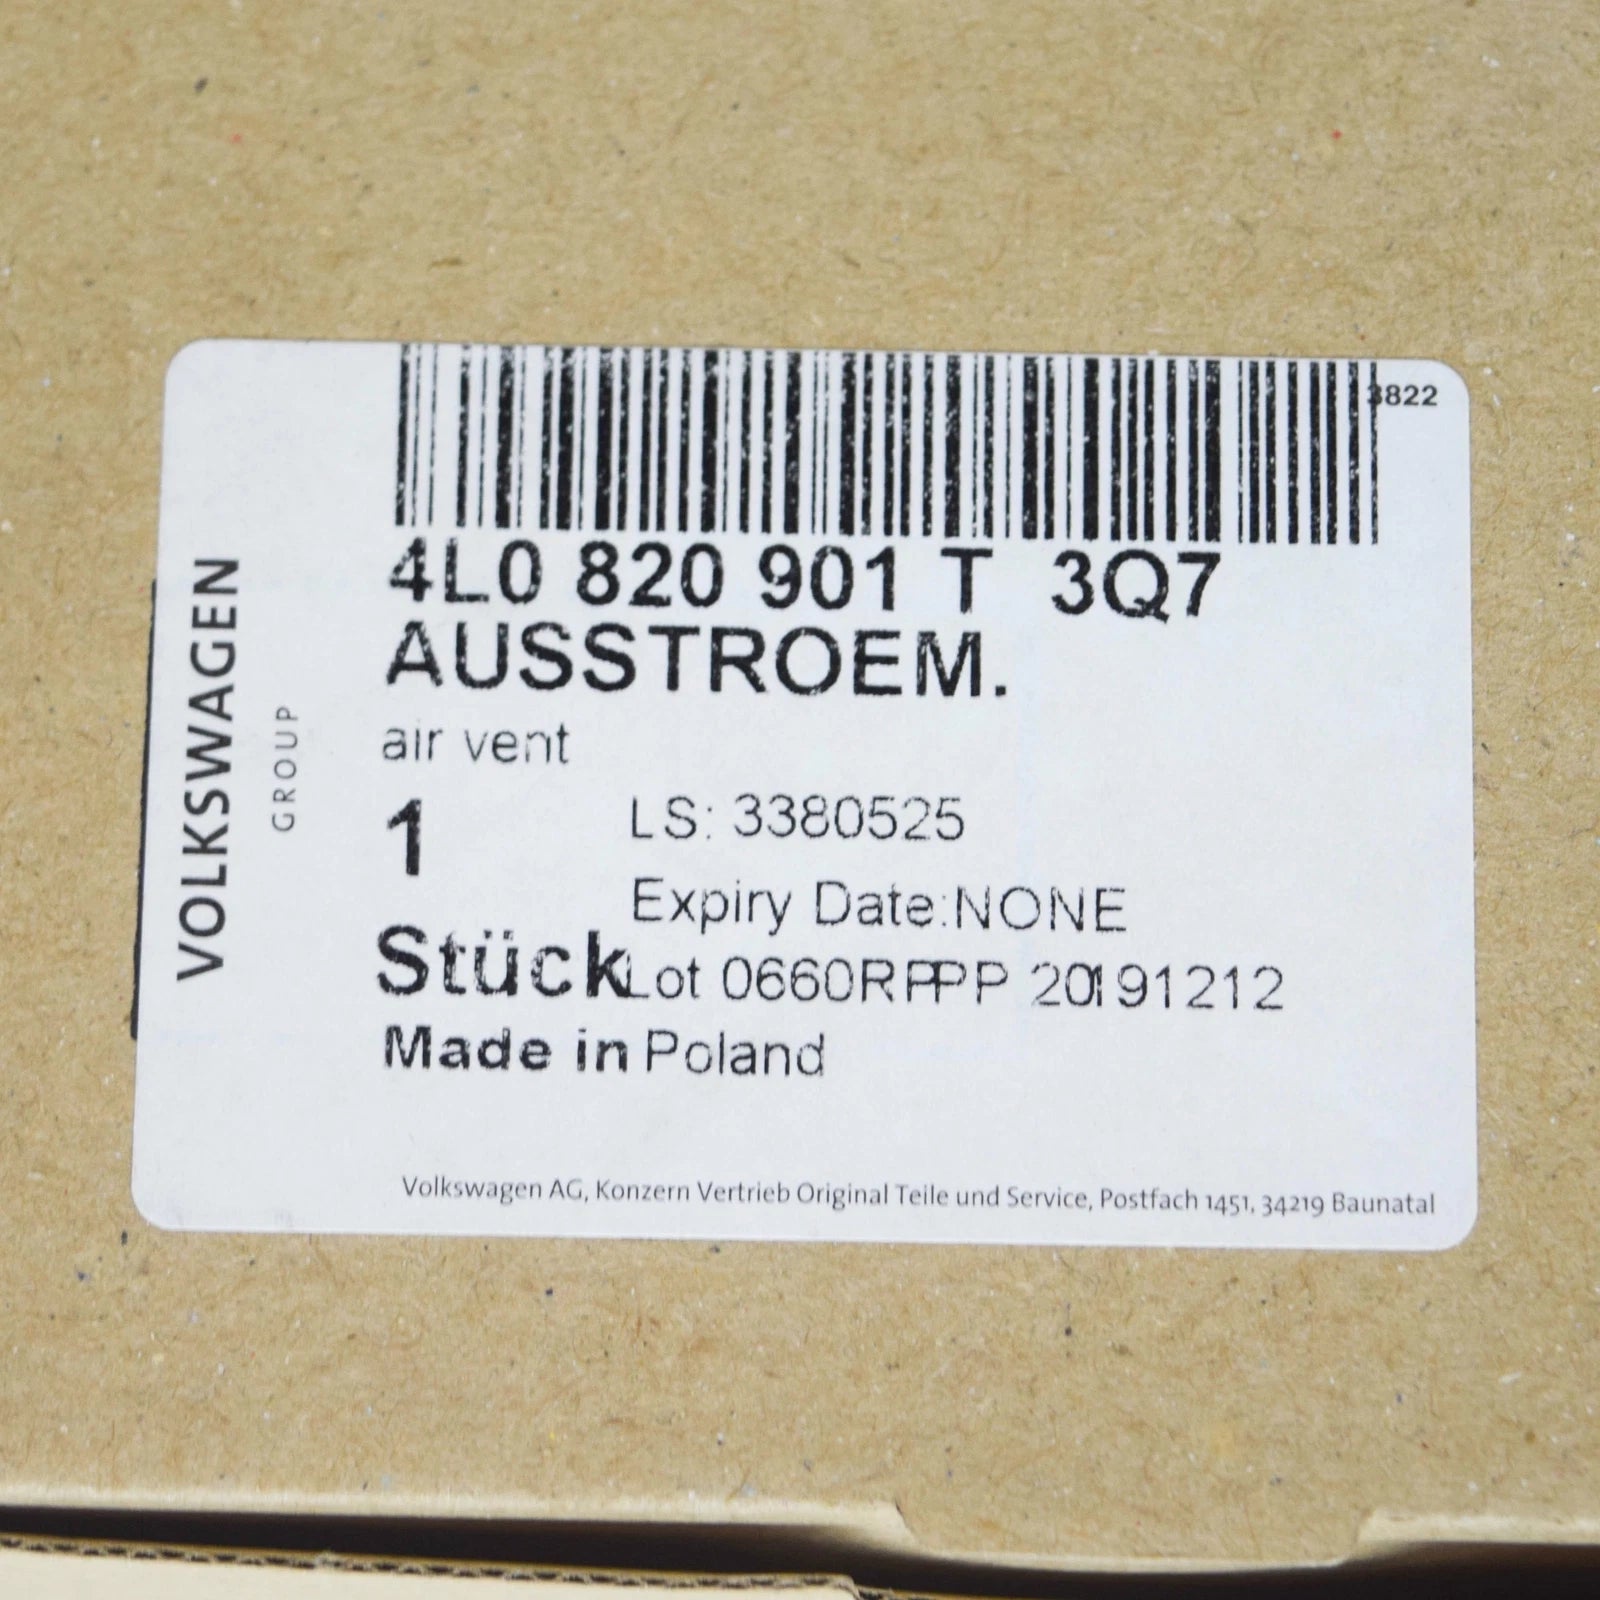 3822
4L0 820 901 T 3Q7
AUSSTROEM.
air vent
1 LS: 3380525
Expiry Date:NONE
Stück Lot 0660RPPP 20191212
Made in Poland
Volkswagen AG, Konzern Vertrieb Original Teile und Service, Postfach 1451, 34219 Baunatal
VOLKSWAGEN
GROUP